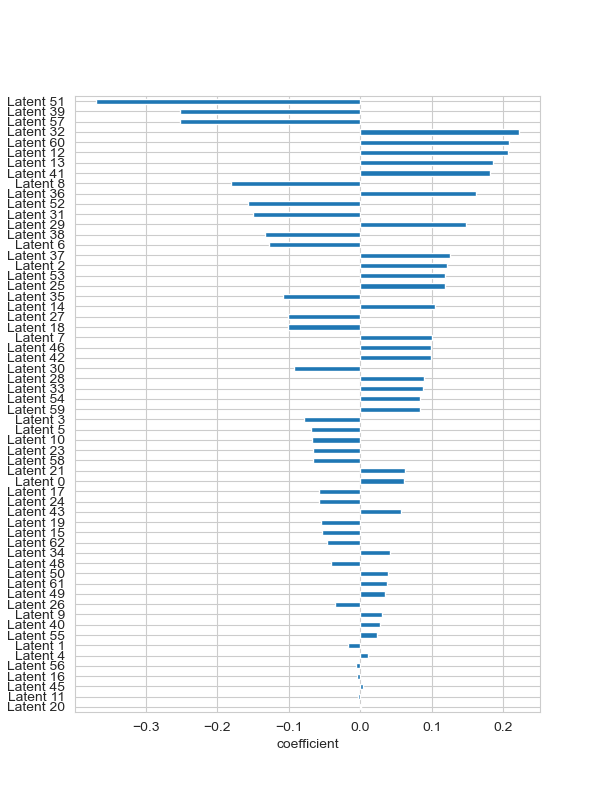 Latent 51
Latent 39
Latent 57
Latent 32
Latent 60
Latent 12
Latent 13
Latent 41
Latent 8
Latent 36
Latent 52
Latent 31
Latent 29
Latent 38
Latent 6
Latent 37
Latent 2
Latent 53
Latent 25
Latent 35
Latent 14
Latent 27
Latent 18
Latent 7
Latent 46
Latent 42
Latent 30
Latent 28
Latent 33
Latent 54
Latent 59
Latent 3
Latent 5
Latent 10
Latent 23
Latent 58
Latent 21
Latent 0
Latent 17
Latent 24
Latent 43
Latent 19
Latent 15
Latent 62
Latent 34
Latent 48
Latent 50
Latent 61
Latent 49
Latent 26
Latent 9
Latent 40
Latent 55
Latent 1
Latent 4
Latent 56
Latent 16
Latent 45
Latent 11
Latent 20
−0.3 −0.2 −0.1 0.0 0.1 0.2
coefficient